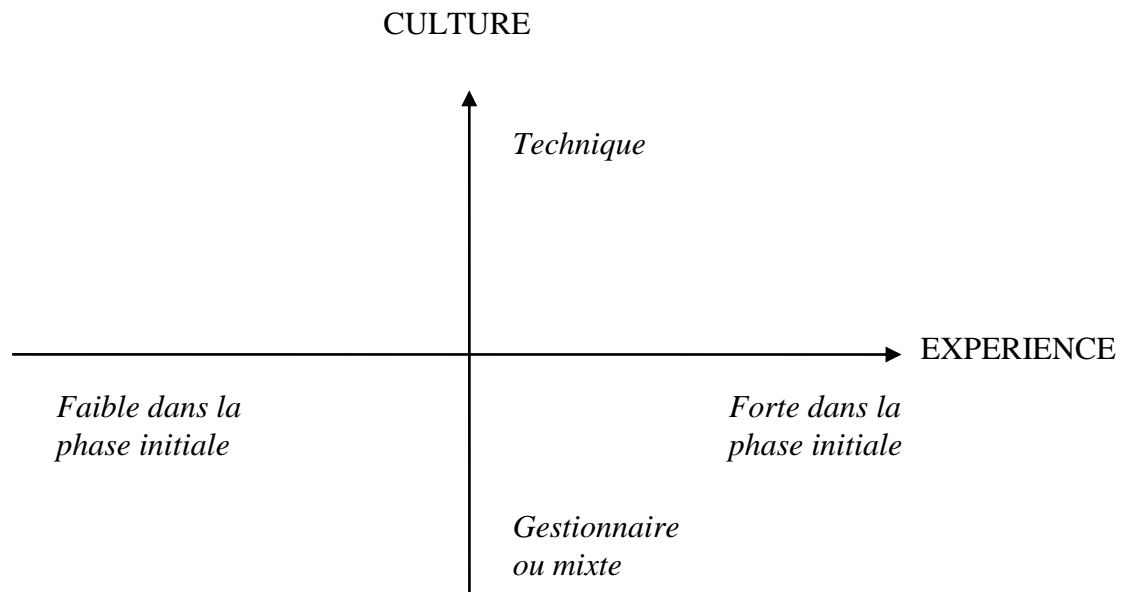 CULTURE
Technique
EXPERIENCE
Faible dans la
phase initiale
Forte dans la
phase initiale
Gestionnaire
ou mixte